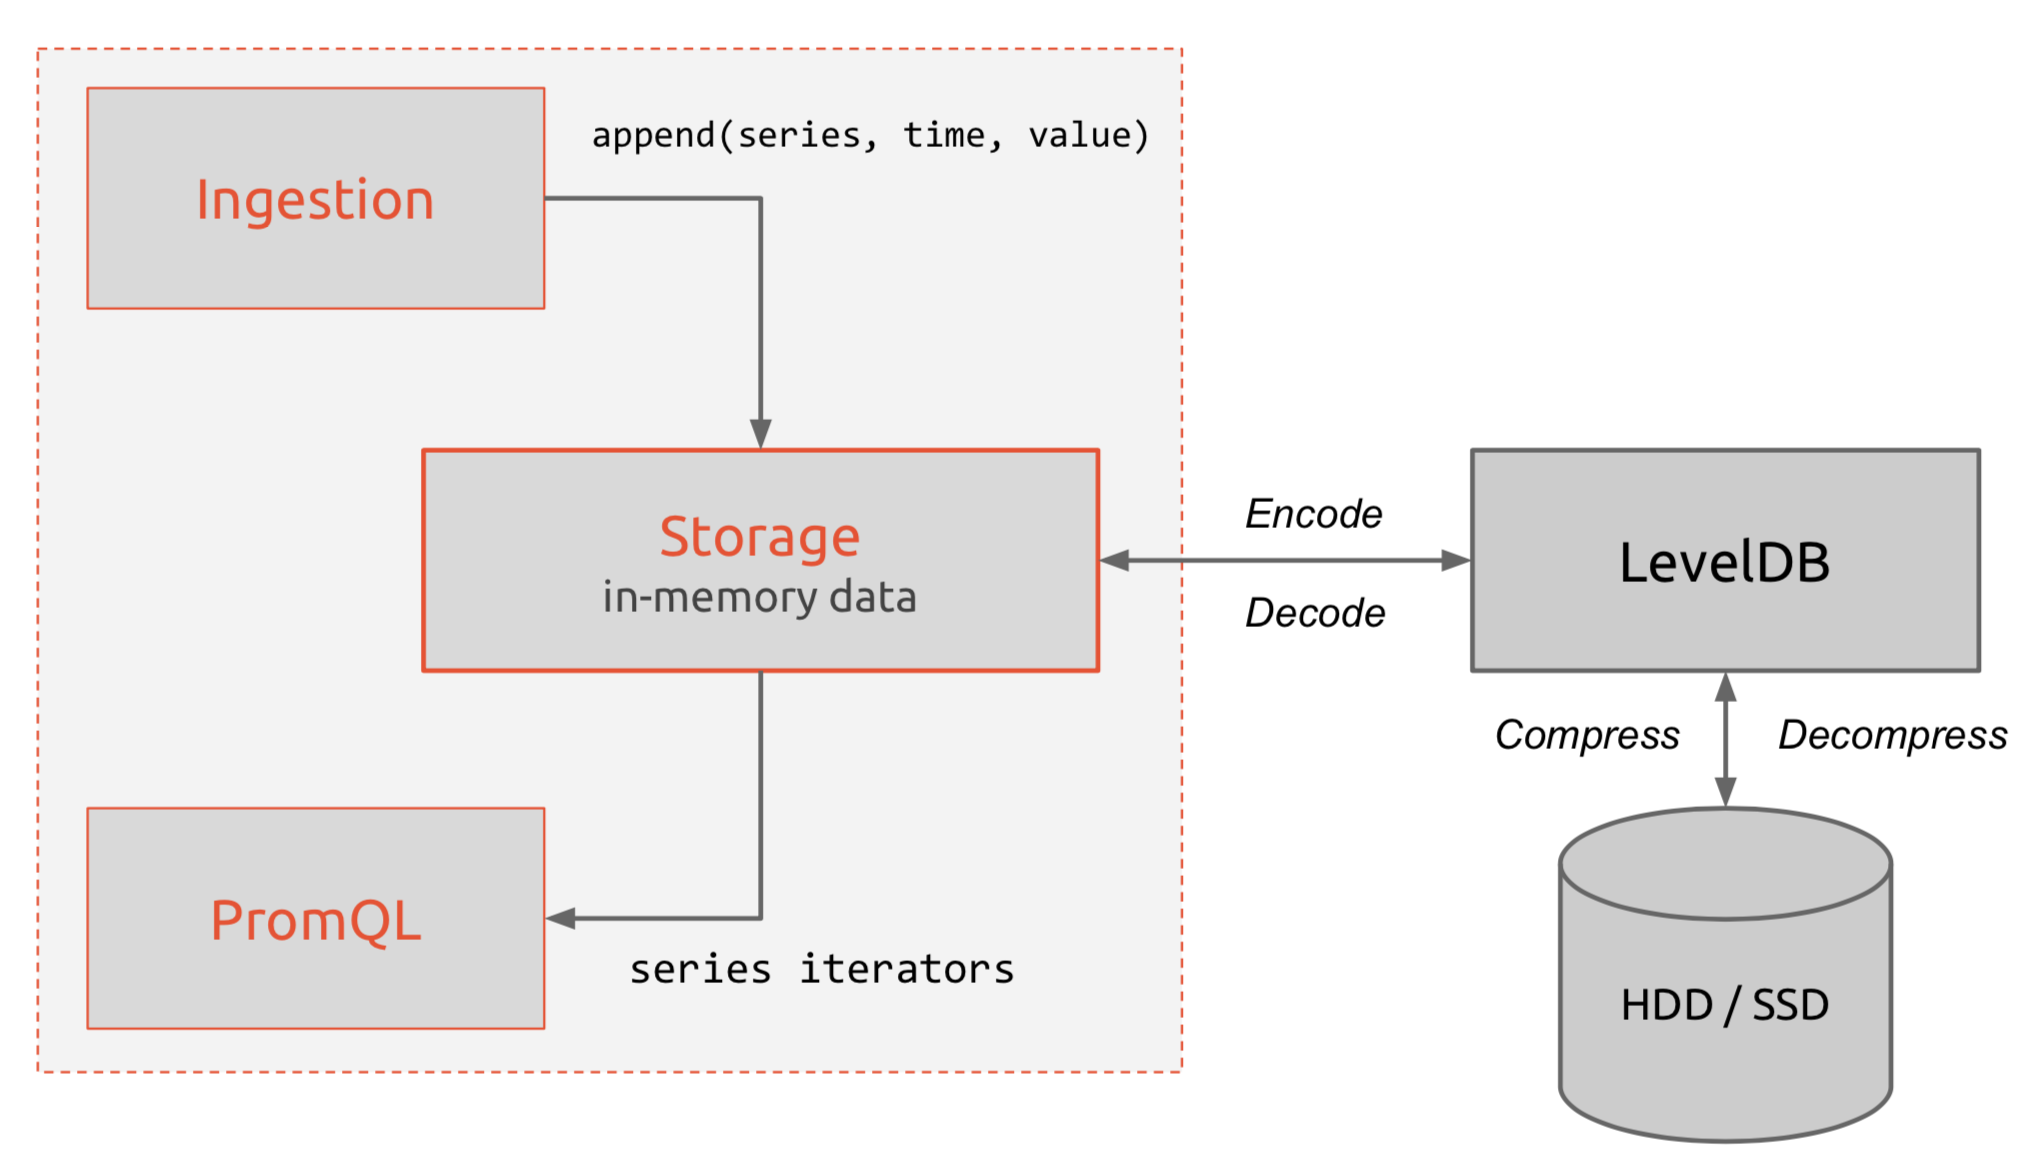 Ingestion
append(series, time, value)
Storage
in-memory data
Encode
Decode
LevelDB
Compress
Decompress
PromQL
series iterators
HDD / SSD